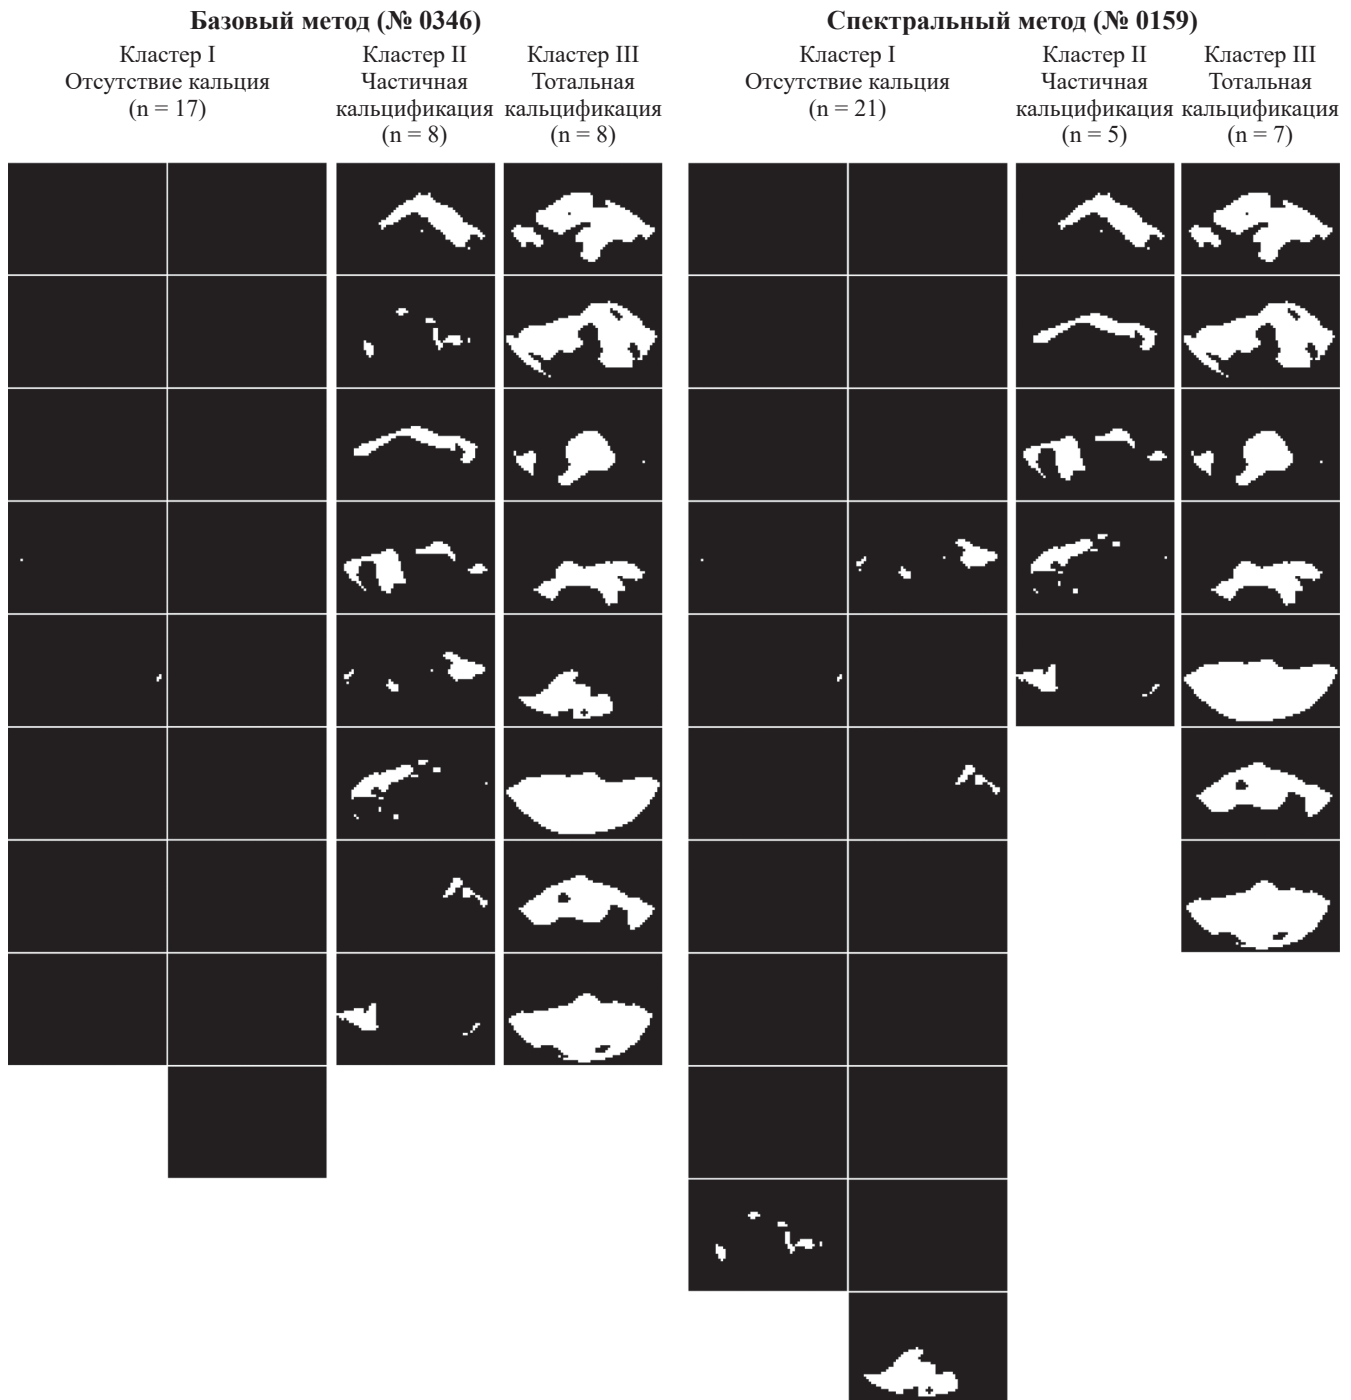 Базовый метод (№ 0346)
Кластер I
Отсутствие кальция
(n = 17)
Кластер II
Частичная
кальцификация
(n = 8)
Кластер III
Тотальная
кальцификация
(n = 8)
Спектральный метод (№ 0159)
Кластер I
Отсутствие кальция
(n = 21)
Кластер II
Частичная
кальцификация
(n = 5)
Кластер III
Тотальная
кальцификация
(n = 7)